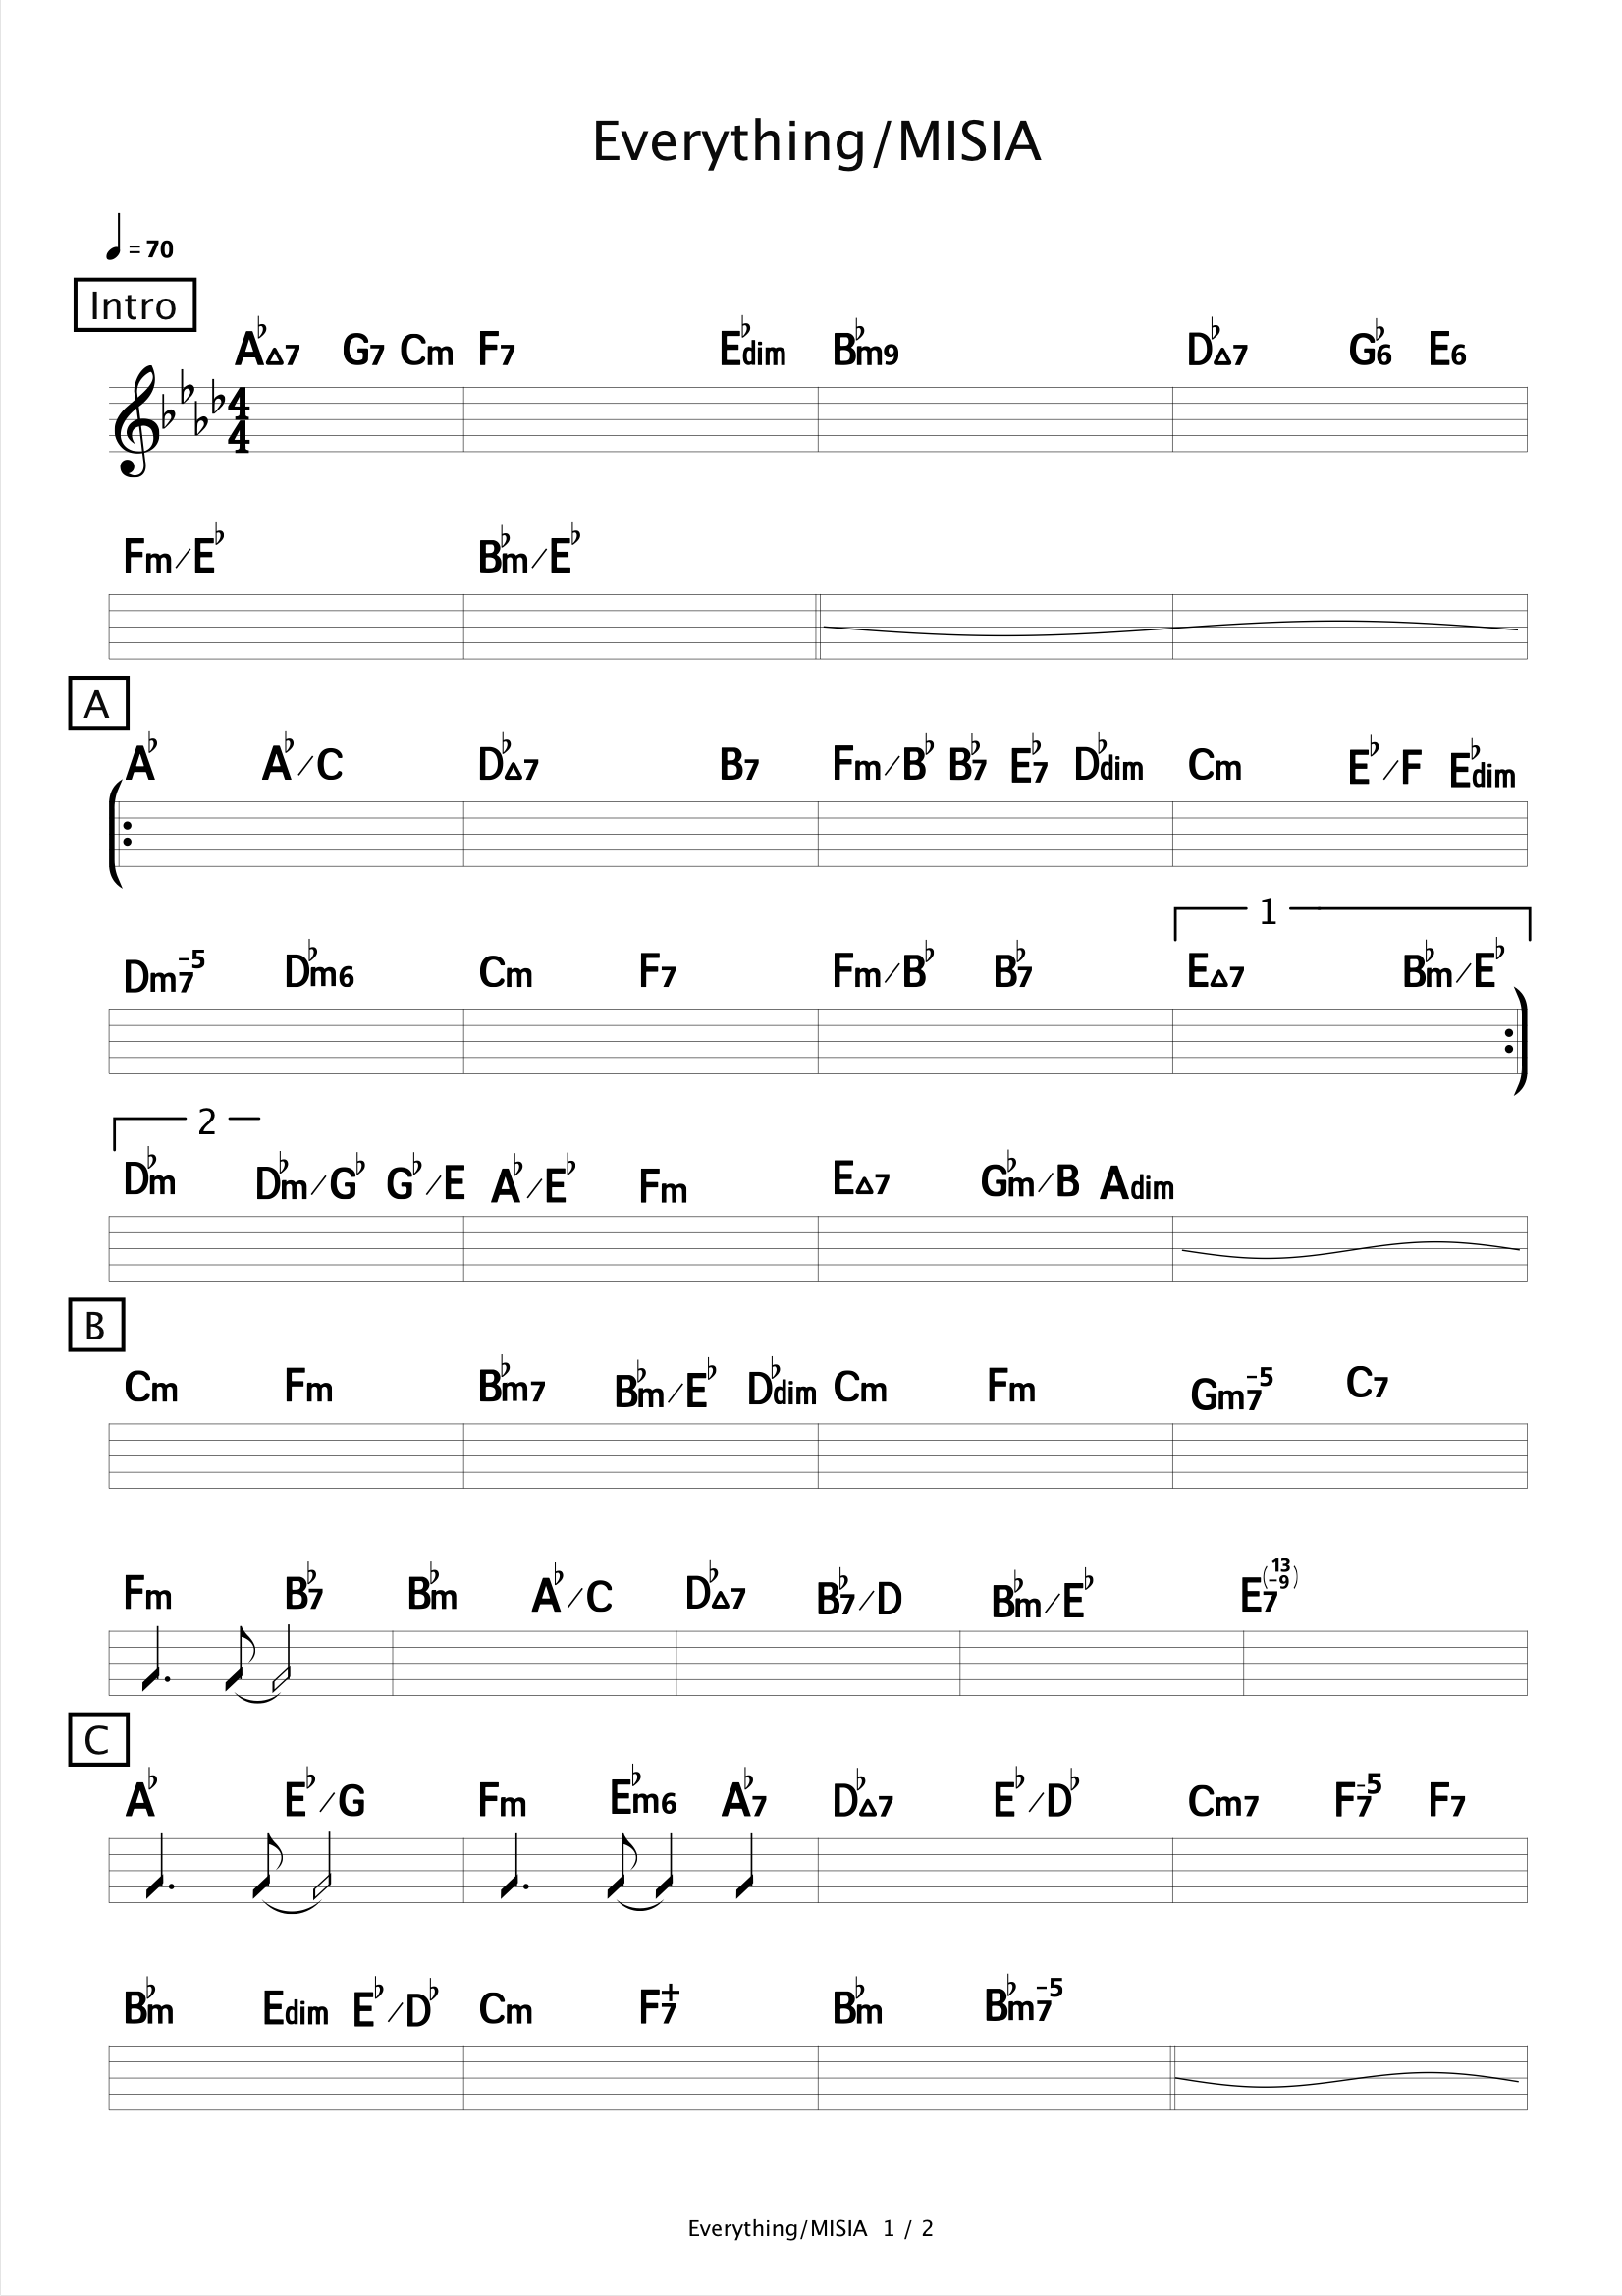 Everything/MISIA
♩ = 70
Intro
A♭△7 G7 Cm F7 E♭dim B♭m9 D♭△7 G♭6 E6
4
4
Fm/E♭ B♭m/E♭
A
A♭ A♭/C D♭△7 B7 Fm/B♭ B♭7 E♭7 D♭dim Cm E♭/F E♭dim
1
Dm7-5 D♭m6 Cm F7 Fm/B♭ B♭7 E△7 B♭m/E♭
2
D♭m D♭m/G♭ G♭/E A♭/E♭ Fm E△7 G♭m/B Adim
B
Cm Fm B♭m7 B♭m/E♭ D♭dim Cm Fm Gm7-5 C7
Fm B♭7 B♭m A♭/C D♭△7 B♭7/D B♭m/E♭ E7(13 -9)
C
A♭ E♭/G Fm E♭m6 A♭7 D♭△7 E♭/D♭ Cm7 F7-5 F7
B♭m Edim E♭/D♭ Cm F7+ B♭m B♭m7-5
Everything/MISIA 1 / 2